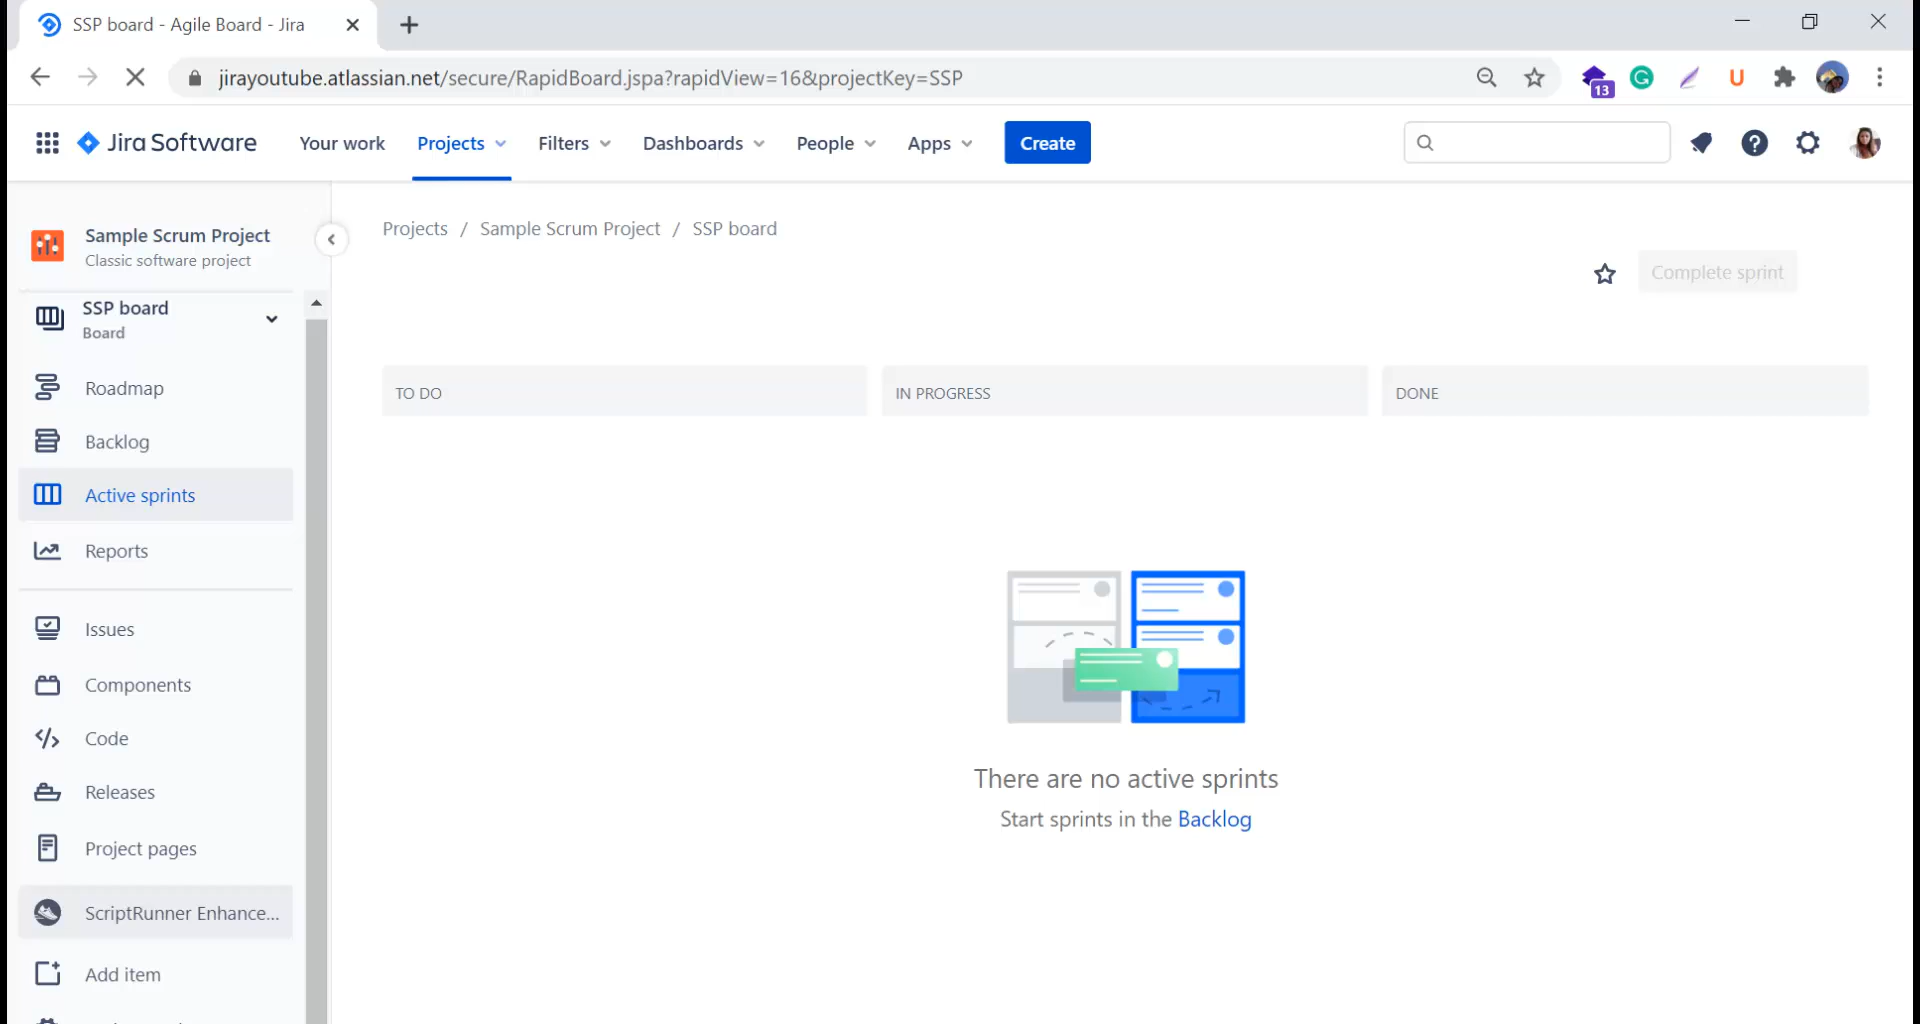 SSP board - Agile Board - Jira
jirayoutube.atlassian.net/secure/RapidBoard.jspa?rapidView=16&projectKey=SSP
13
Jira Software Your work Projects Filters Dashboards People Apps Create
Sample Scrum Project
Classic software project
SSP board
Board
Roadmap
Backlog
Active sprints
Reports
Issues
Components
Code
Releases
Project pages
ScriptRunner Enhance...
Add item
Projects / Sample Scrum Project / SSP board
Complete sprint
TO DO IN PROGRESS DONE
There are no active sprints
Start sprints in the Backlog